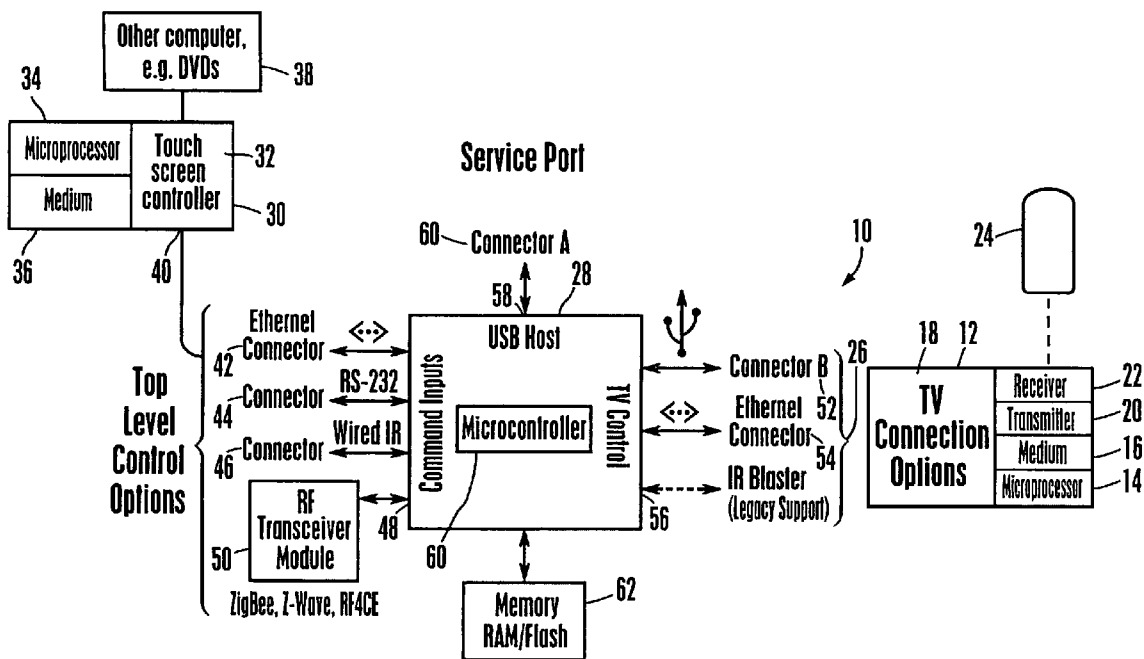 Other computer,
e.g. DVDs
38
34
Microprocessor
Medium
Touch
screen
controller
32
30
36
40
Service Port
60
Connector A
58
28
10
24
Top
Level
Control
Options
Ethernet
Connector
42
RS-232
Connector
44
Wired IR
Connector
46
RF
Transceiver
Module
50
48
ZigBee, Z-Wave, RF4CE
USB Host
Command Inputs
Microcontroller
60
TV Control
56
Memory
RAM/Flash
62
Connector B
52
Ethernet
Connector
54
IR Blaster
(Legacy Support)
26
18
12
TV
Connection
Options
Receiver
22
Transmitter
20
Medium
16
Microprocessor
14